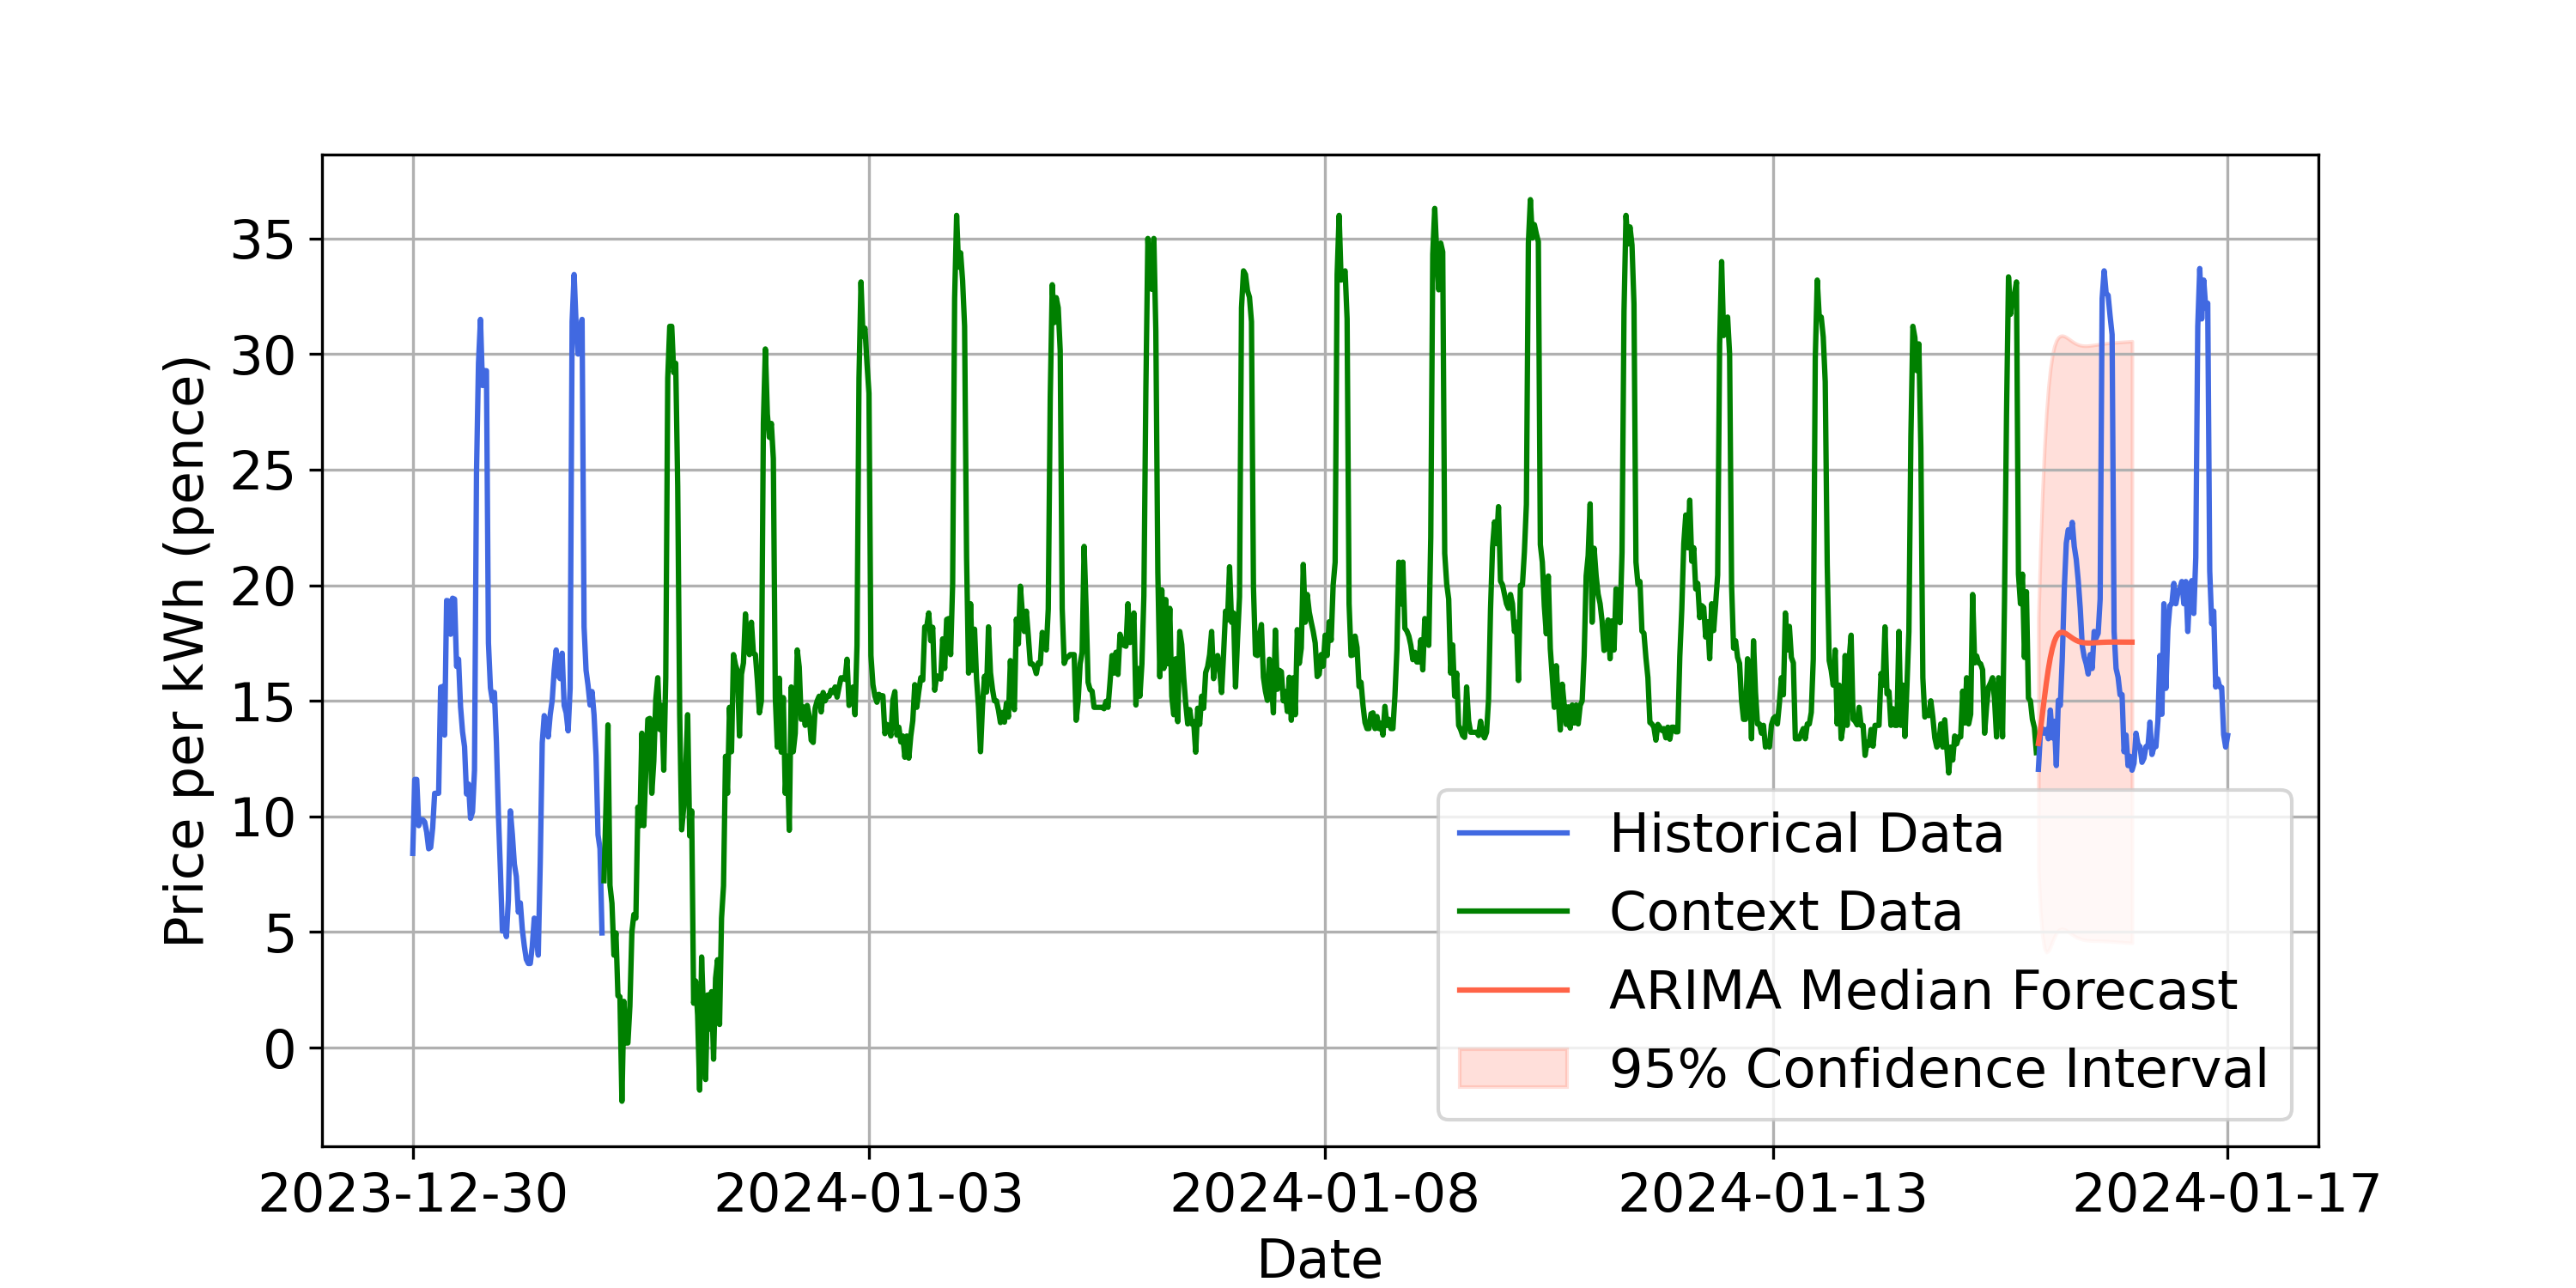 35
30
25
20
15
10
5
0
Price per kWh (pence)
Historical Data
Context Data
ARIMA Median Forecast
95% Confidence Interval
2023-12-30
2024-01-03
2024-01-08
2024-01-13
2024-01-17
Date